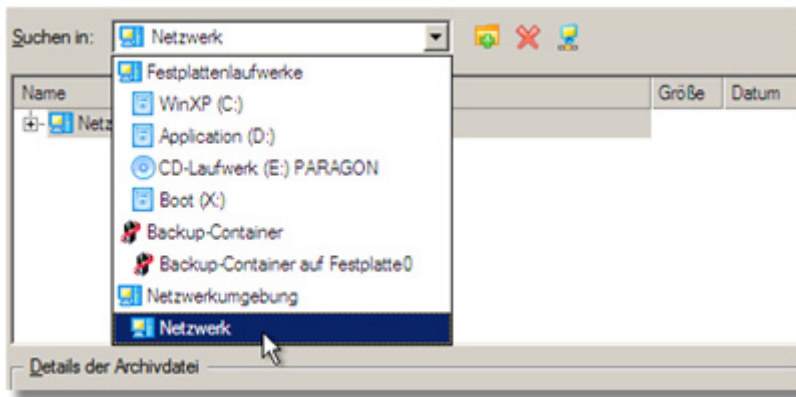 Suchen in: Netzwerk
Name Größe Datum
Netz
Festplattenlaufwerke
WinXP (C:)
Application (D:)
CD-Laufwerk (E:) PARAGON
Boot (X:)
Backup-Container
Backup-Container auf Festplatte0
Netzwerkumgebung
Netzwerk
Details der Archivdatei